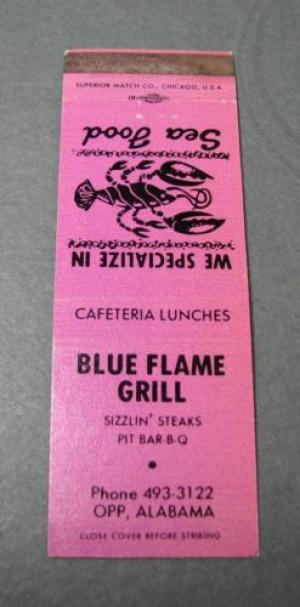 SUPERIOR MATCH CO., CHICAGO, U.S.A.
WE SPECIALIZE IN
Sea Food
CAFETERIA LUNCHES
BLUE FLAME
GRILL
SIZZLIN' STEAKS
PIT BAR-B-Q
Phone 493-3122
OPP, ALABAMA
CLOSE COVER BEFORE STRIKING